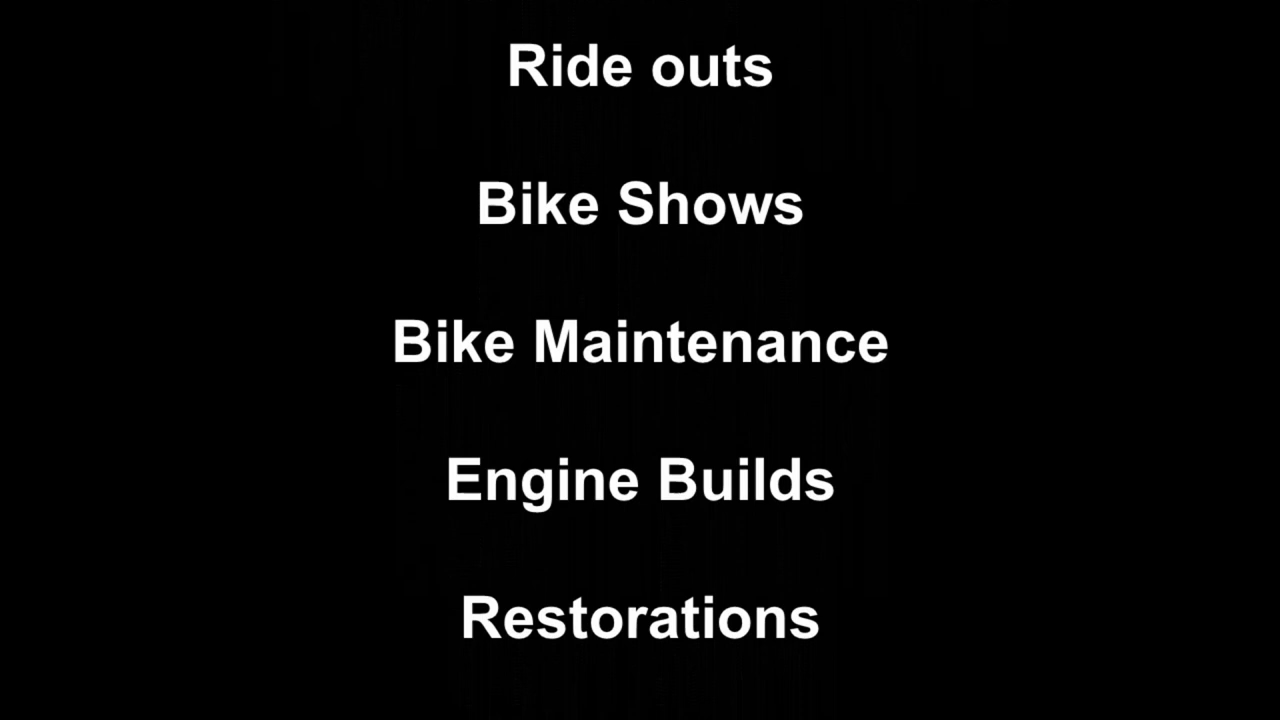 Ride outs
Bike Shows
Bike Maintenance
Engine Builds
Restorations